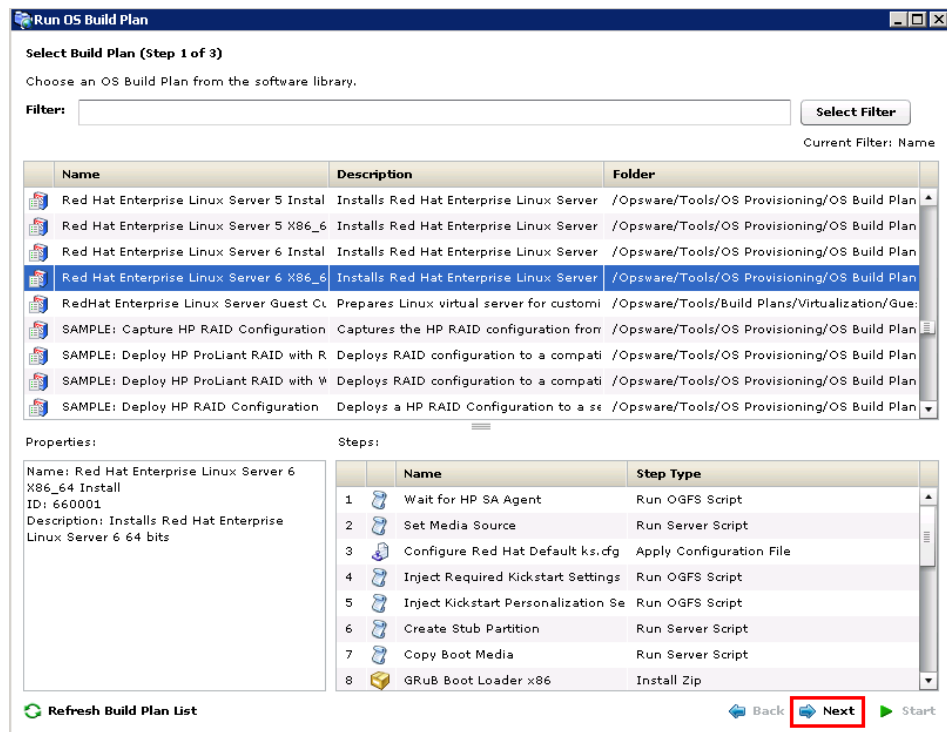 Run OS Build Plan
Select Build Plan (Step 1 of 3)
Choose an OS Build Plan from the software library.
Filter:
Select Filter
Current Filter: Name
Name Description Folder
Red Hat Enterprise Linux Server 5 Instal Installs Red Hat Enterprise Linux Server /Opsware/Tools/OS Provisioning/OS Build Plan
Red Hat Enterprise Linux Server 5 X86_6 Installs Red Hat Enterprise Linux Server /Opsware/Tools/OS Provisioning/OS Build Plan
Red Hat Enterprise Linux Server 6 Instal Installs Red Hat Enterprise Linux Server /Opsware/Tools/OS Provisioning/OS Build Plan
Red Hat Enterprise Linux Server 6 X86_6 Installs Red Hat Enterprise Linux Server /Opsware/Tools/OS Provisioning/OS Build Plan
RedHat Enterprise Linux Server Guest Cu Prepares Linux virtual server for customi /Opsware/Tools/Build Plans/Virtualization/Gue
SAMPLE: Capture HP RAID Configuration Captures the HP RAID configuration from /Opsware/Tools/OS Provisioning/OS Build Plan
SAMPLE: Deploy HP ProLiant RAID with R Deploys RAID configuration to a compati /Opsware/Tools/OS Provisioning/OS Build Plan
SAMPLE: Deploy HP ProLiant RAID with W Deploys RAID configuration to a compati /Opsware/Tools/OS Provisioning/OS Build Plan
SAMPLE: Deploy HP RAID Configuration Deploys a HP RAID Configuration to a se /Opsware/Tools/OS Provisioning/OS Build Plan
Properties:
Name: Red Hat Enterprise Linux Server 6
X86_64 Install
ID: 660001
Description: Installs Red Hat Enterprise
Linux Server 6 64 bits
Steps:
Name Step Type
1 Wait for HP SA Agent Run OGFS Script
2 Set Media Source Run Server Script
3 Configure Red Hat Default ks.cfg Apply Configuration File
4 Inject Required Kickstart Settings Run OGFS Script
5 Inject Kickstart Personalization Se Run OGFS Script
6 Create Stub Partition Run Server Script
7 Copy Boot Media Run Server Script
8 GRuB Boot Loader x86 Install Zip
Refresh Build Plan List
Back Next Start